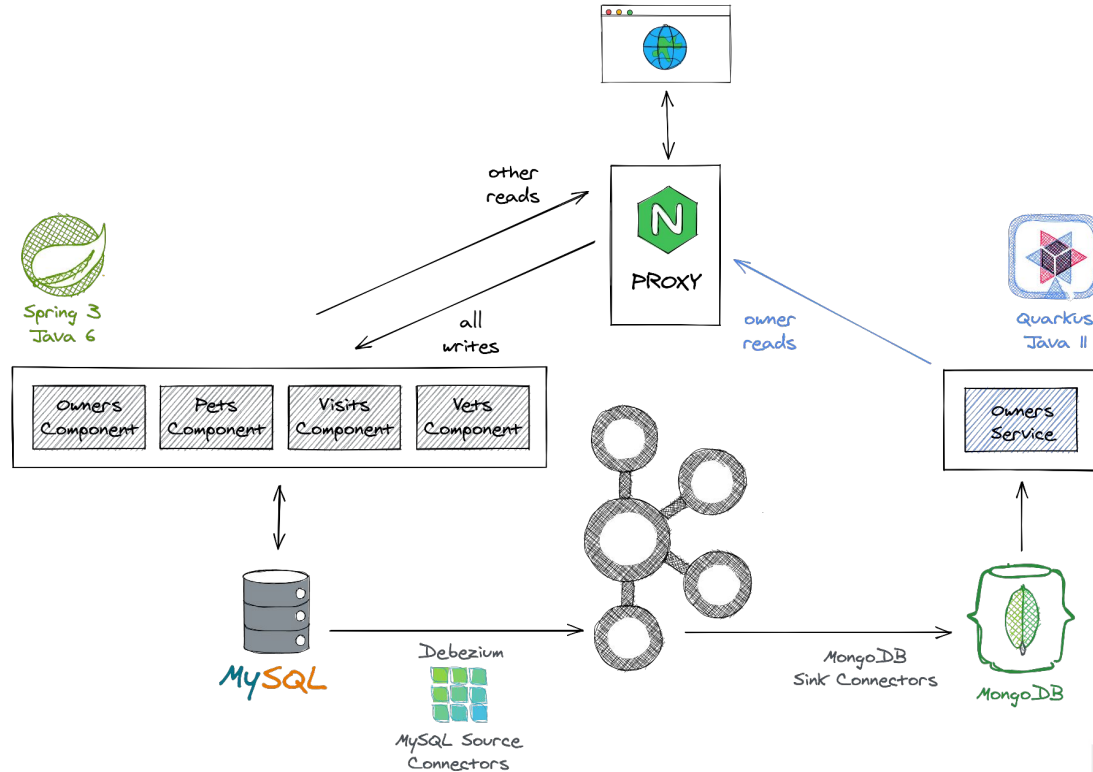 other
reads
N
PROXY
Spring 3
Java 6
all
writes
owner
reads
Quarkus
Java 11
Owners
Component
Pets
Component
Visits
Component
Vets
Component
Owners
Service
MySQL
Debezium
MySQL Source
Connectors
MongoDB
Sink Connectors
MongoDB